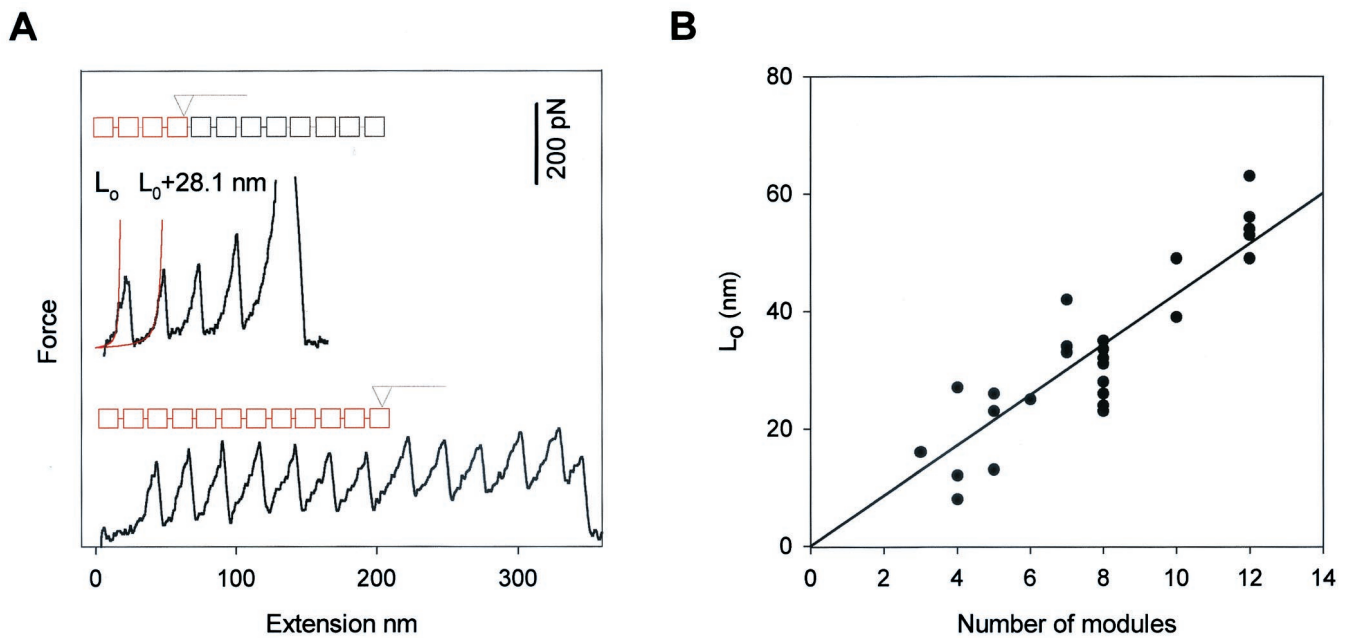 A
200 pN
Lo L0+28.1 nm
Force
0 100 200 300
Extension nm
B
80
60
40
20
0
Lo (nm)
0 2 4 6 8 10 12 14
Number of modules